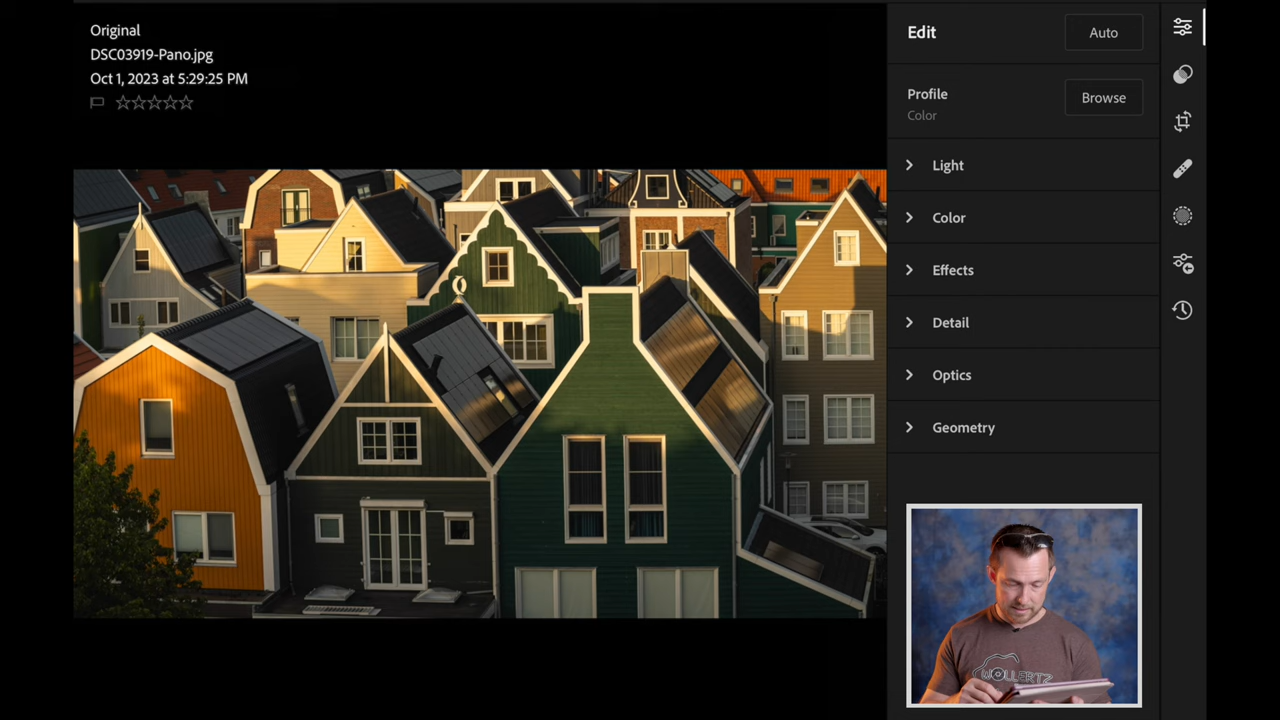 Original
DSC03919-Pano.jpg
Oct 1, 2023 at 5:29:25 PM
Edit
Auto
Profile
Color
Browse
Light
Color
Effects
Detail
Optics
Geometry
WOLLERTZ